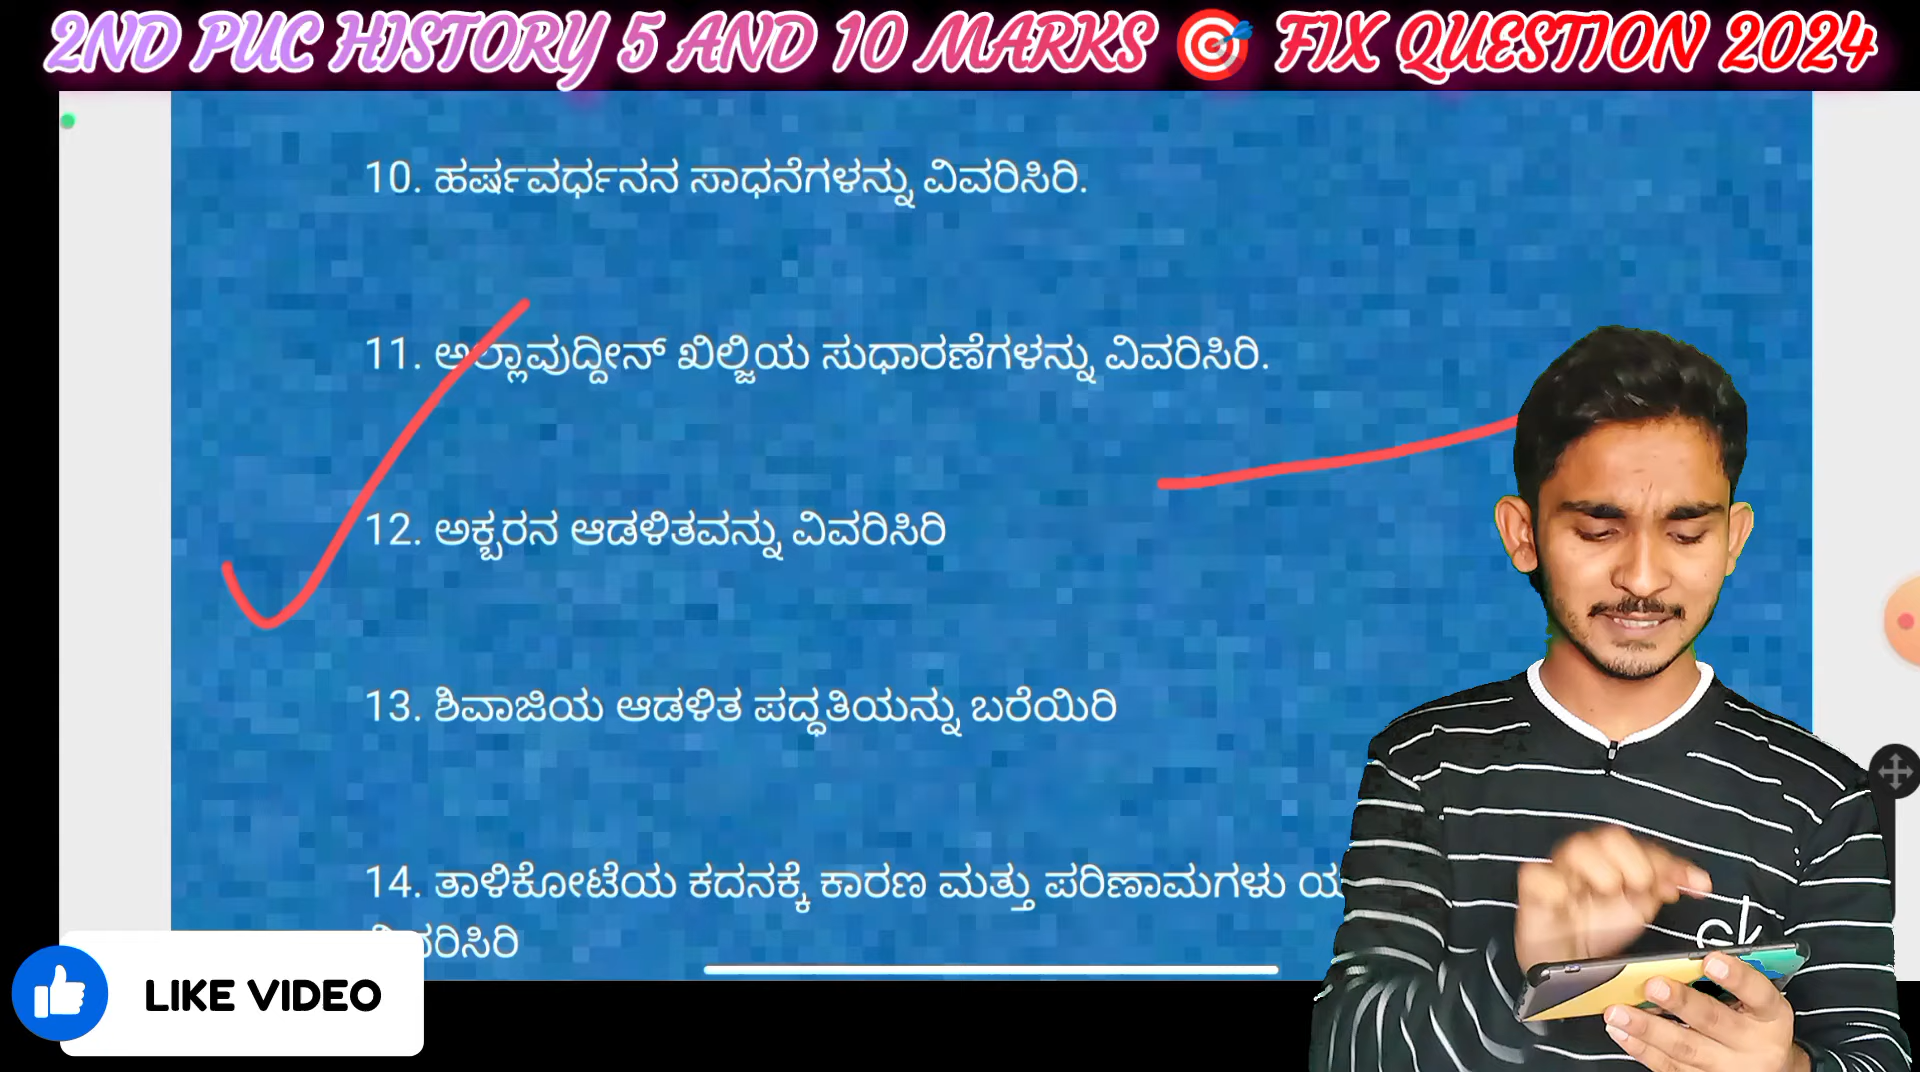 2ND PUC HISTORY 5 AND 10 MARKS 🎯 FIX QUESTION 2024
10. ಹರ್ಷವರ್ಧನನ ಸಾಧನೆಗಳನ್ನು ವಿವರಿಸಿರಿ.
11. ಅಲ್ಲಾವುದ್ದೀನ್ ಖಿಲ್ಜಿಯ ಸುಧಾರಣೆಗಳನ್ನು ವಿವರಿಸಿರಿ.
12. ಅಕ್ಬರನ ಆಡಳಿತವನ್ನು ವಿವರಿಸಿರಿ
13. ಶಿವಾಜಿಯ ಆಡಳಿತ ಪದ್ಧತಿಯನ್ನು ಬರೆಯಿರಿ
14. ತಾಳಿಕೋಟೆಯ ಕದನಕ್ಕೆ ಕಾರಣ ಮತ್ತು ಪರಿಣಾಮಗಳು
LIKE VIDEO